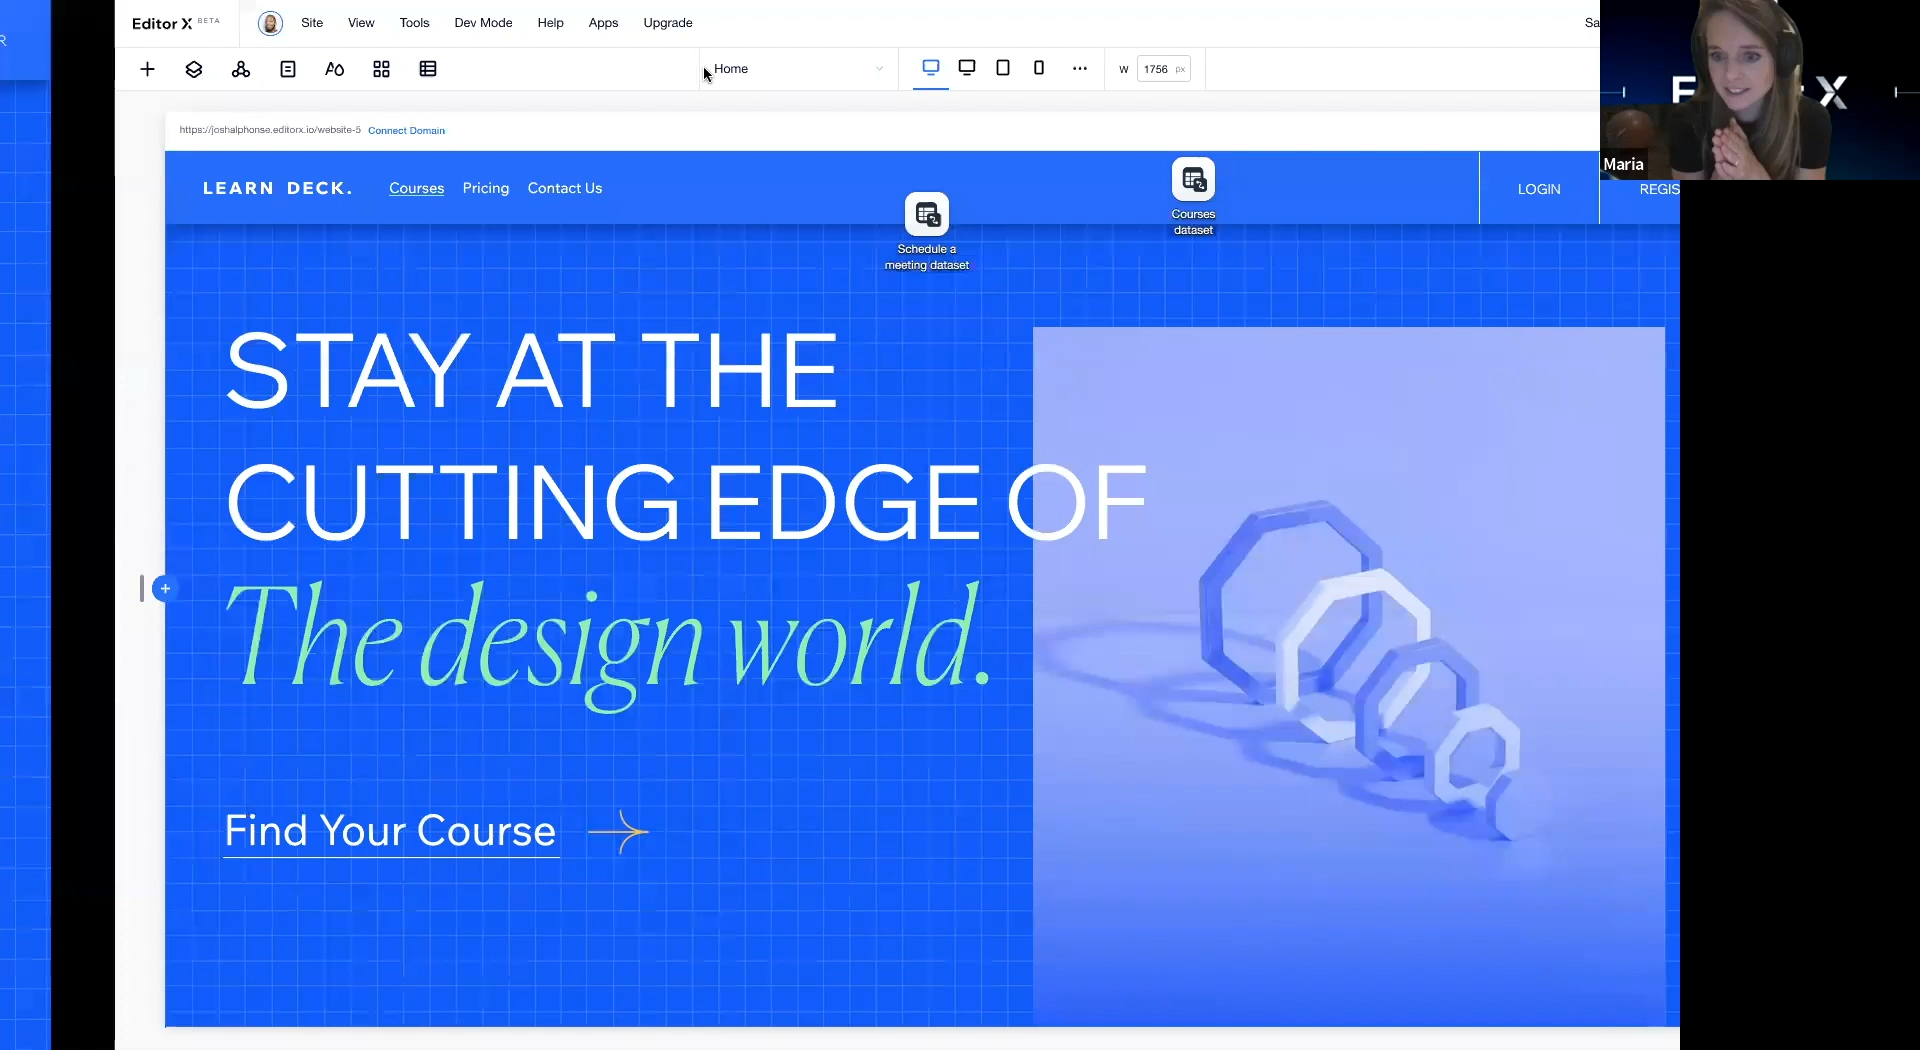 R
Editor X BETA
Site View Tools Dev Mode Help Apps Upgrade
Sa
Home
W 1756 px
Maria
https://joshalphonse.editorx.io/website-5 Connect Domain
LEARN DECK. Courses Pricing Contact Us
LOGIN
REGIS
Courses
dataset
Schedule a
meeting dataset
STAY AT THE
CUTTING EDGE OF
The design world.
Find Your Course